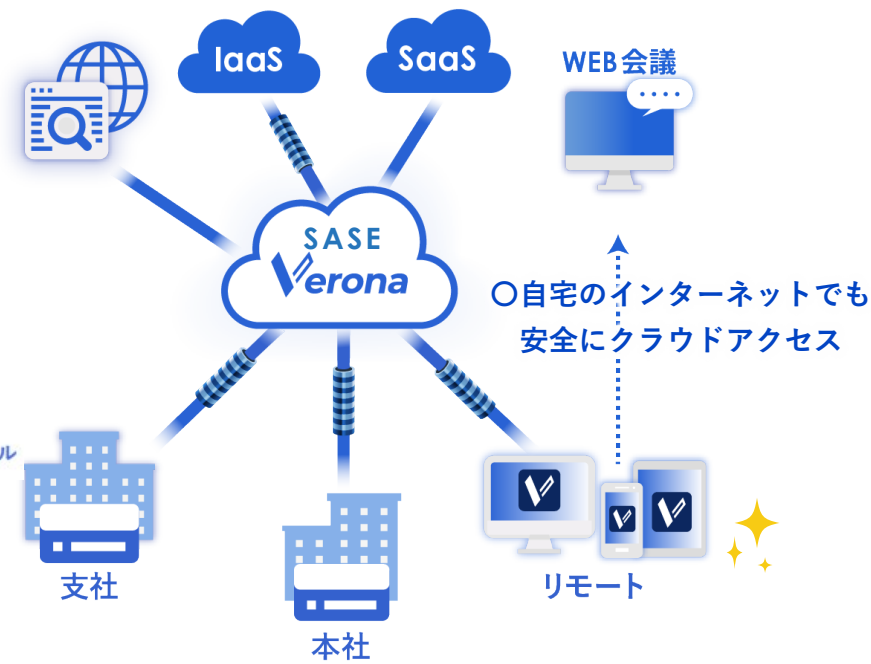 IaaS
SaaS
WEB会議
SASE
Verona
〇自宅のインターネットでも
安全にクラウドアクセス
ル
支社
本社
リモート